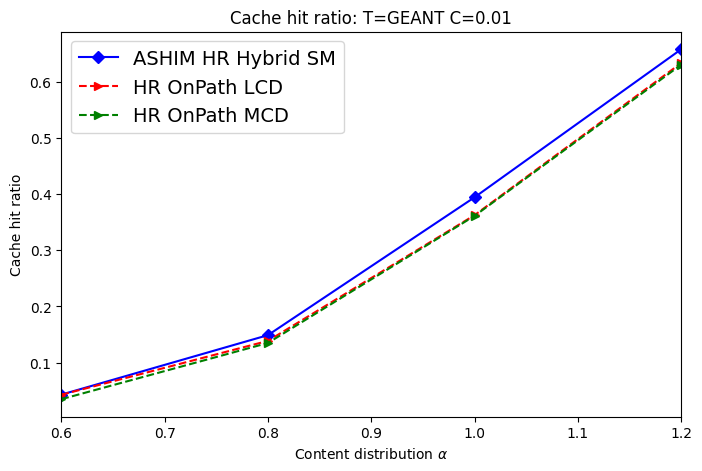 Cache hit ratio: T=GEANT C=0.01
ASHIM HR Hybrid SM
HR OnPath LCD
HR OnPath MCD
Cache hit ratio
0.6
0.5
0.4
0.3
0.2
0.1
0.6 0.7 0.8 0.9 1.0 1.1 1.2
Content distribution α